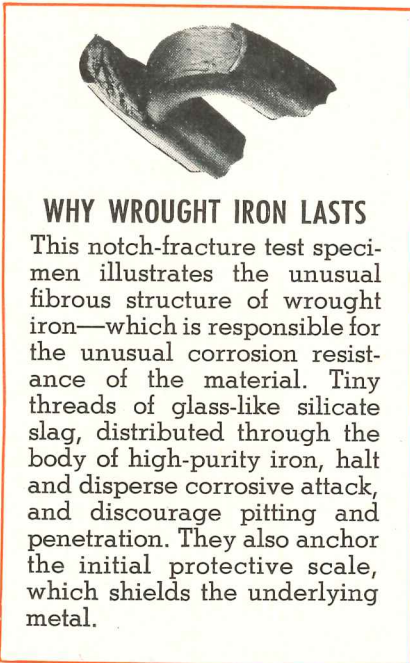 WHY WROUGHT IRON LASTS
This notch-fracture test speci-
men illustrates the unusual
fibrous structure of wrought
iron—which is responsible for
the unusual corrosion resist-
ance of the material. Tiny
threads of glass-like silicate
slag, distributed through the
body of high-purity iron, halt
and disperse corrosive attack,
and discourage pitting and
penetration. They also anchor
the initial protective scale,
which shields the underlying
metal.